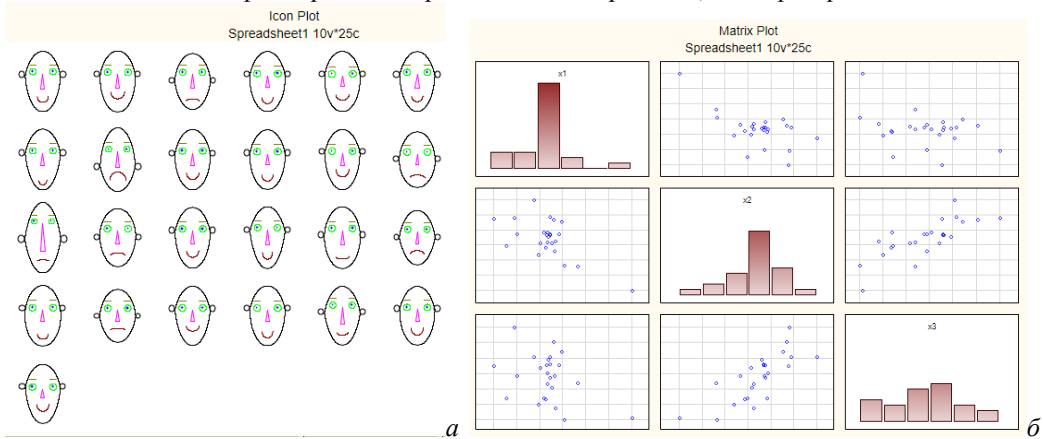 Icon Plot
Spreadsheet1 10v*25c
Matrix Plot
Spreadsheet1 10v*25c
x1
x2
x3
а
б